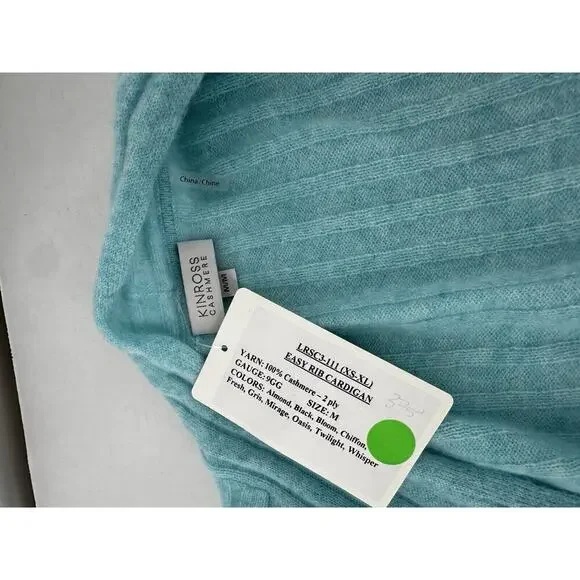 China/Chine
KINROSS
CASHMERE
M/M
LRSC3-111 (XS-XL)
EASY RIB CARDIGAN
YARN: 100% Cashmere – 2 ply
GAUGE: 9GG SIZE: M
COLORS: Almond, Black, Bloom, Chiffon,
Fresh, Gris, Mirage, Oasis, Twilight, Whisper